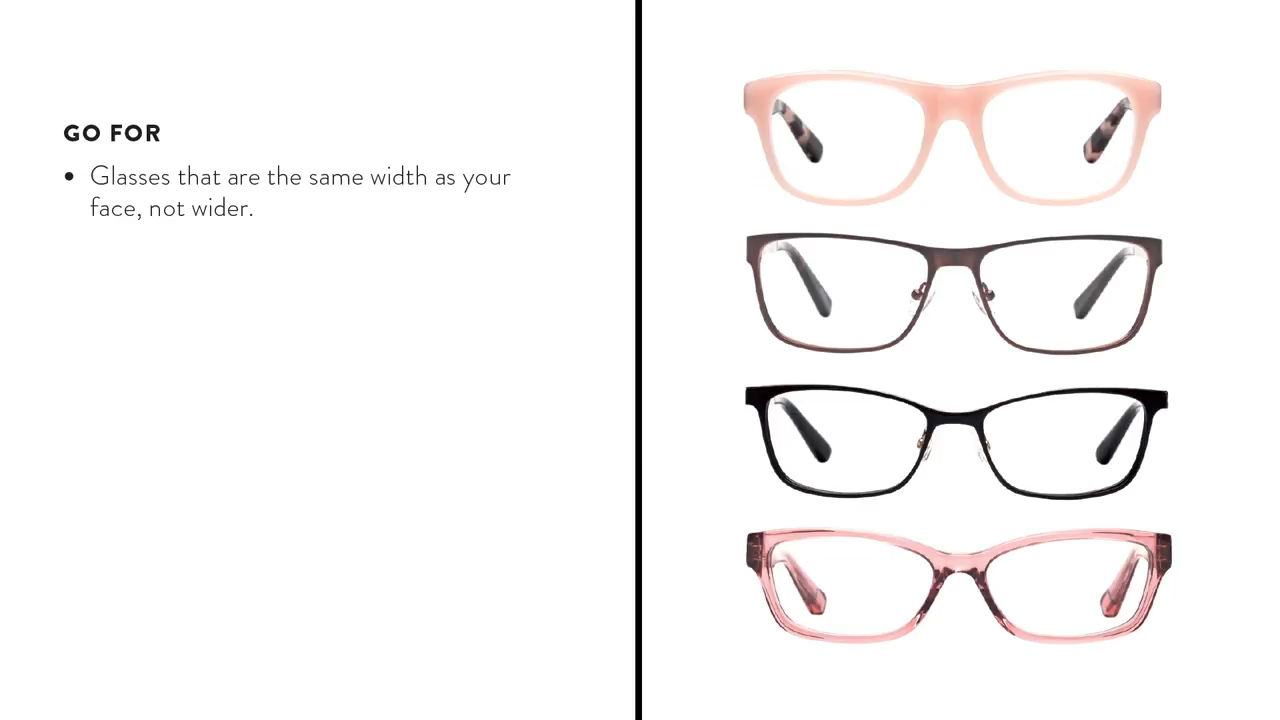 GO FOR
• Glasses that are the same width as your
face, not wider.